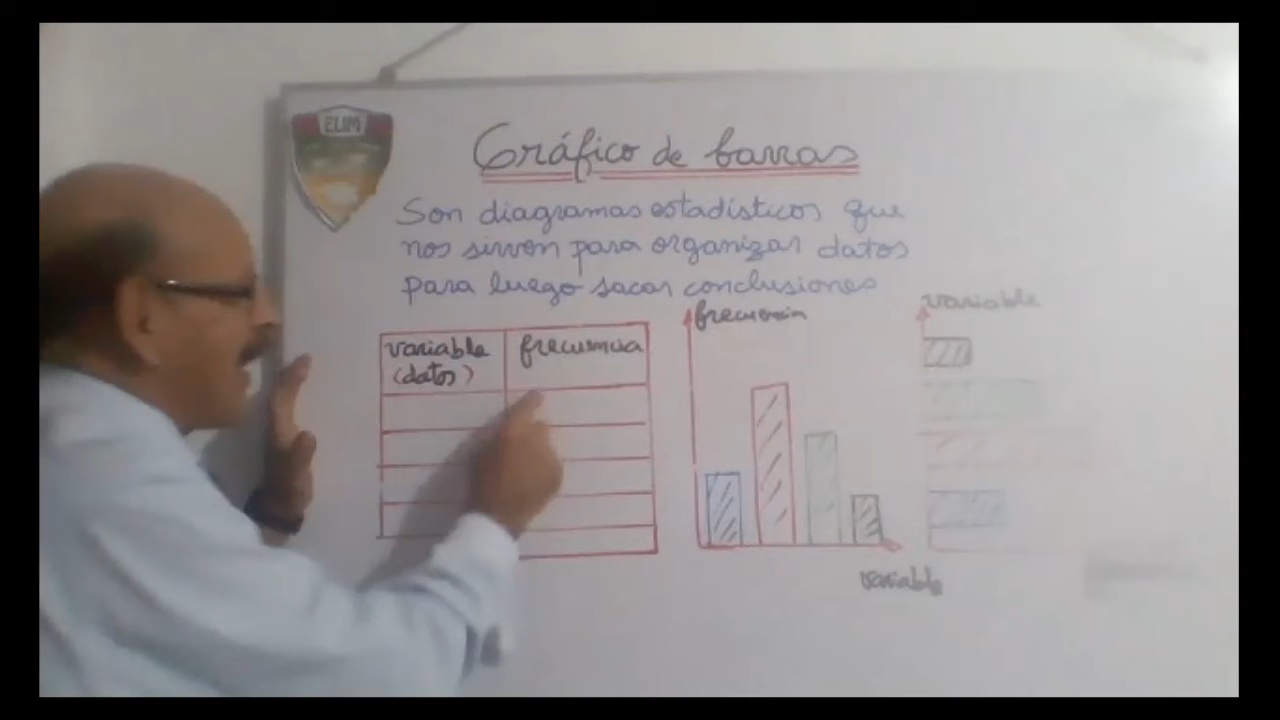 ELIM
Gráfico de barras
Son diagramas estadísticos que
nos sirven para organizar datos
para luego sacar conclusiones
variable
(datos)
frecuencia
frecuencia
variable
variable